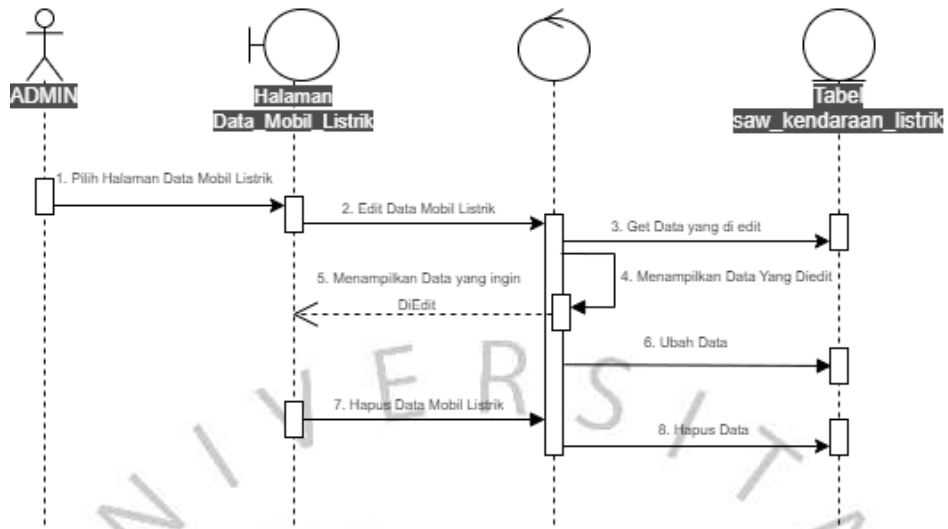 ADMIN
Halaman
Data_Mobil_Listrik
Tabel
saw_kendaraan_listrik
1. Pilih Halaman Data Mobil Listrik
2. Edit Data Mobil Listrik
3. Get Data yang di edit
4. Menampilkan Data Yang Diedit
5. Menampilkan Data yang ingin
DiEdit
6. Ubah Data
7. Hapus Data Mobil Listrik
8. Hapus Data
NIVERSITA